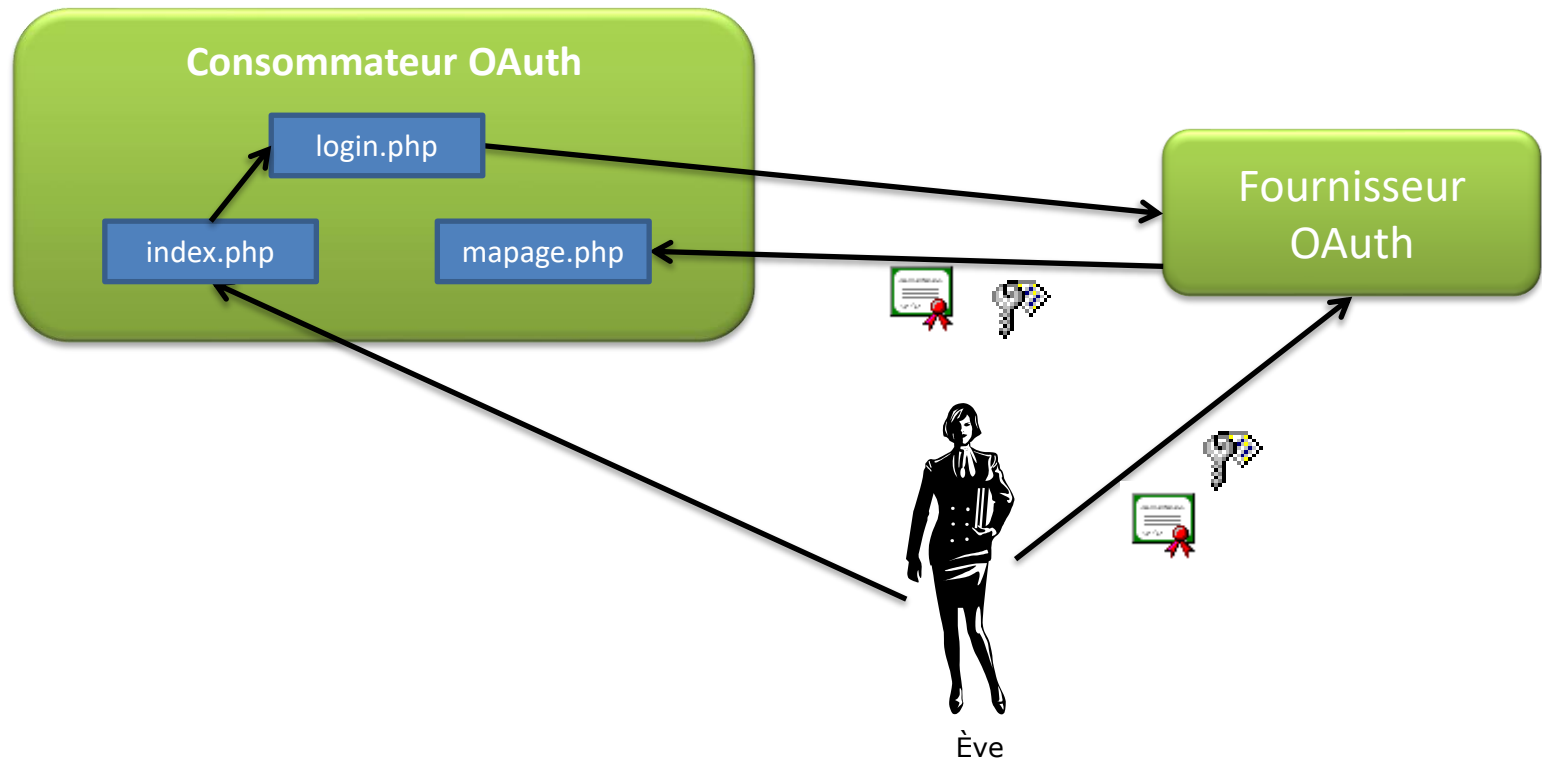 Consommateur OAuth
login.php
index.php
mapage.php
Fournisseur
OAuth
Ève